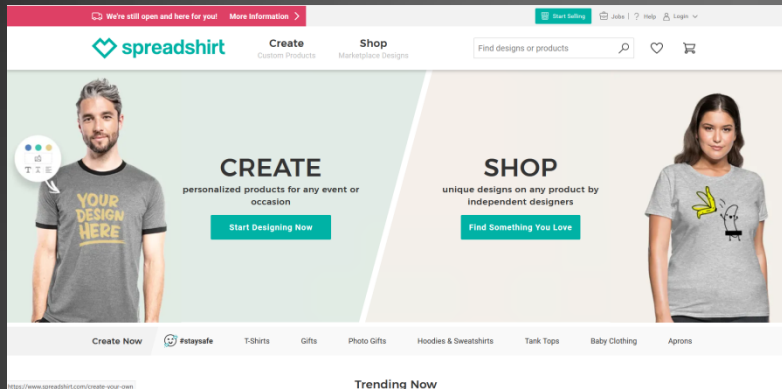 We're still open and here for you! More Information >
Start Selling Jobs | ? Help Login
spreadshirt
Create
Custom Products
Shop
Marketplace Designs
Find designs or products
YOUR
DESIGN
HERE
CREATE
personalized products for any event or
occasion
Start Designing Now
SHOP
unique designs on any product by
independent designers
Find Something You Love
Create Now #staysafe T-Shirts Gifts Photo Gifts Hoodies & Sweatshirts Tank Tops Baby Clothing Aprons
Trending Now
https://www.spreadshirt.com/create-your-own